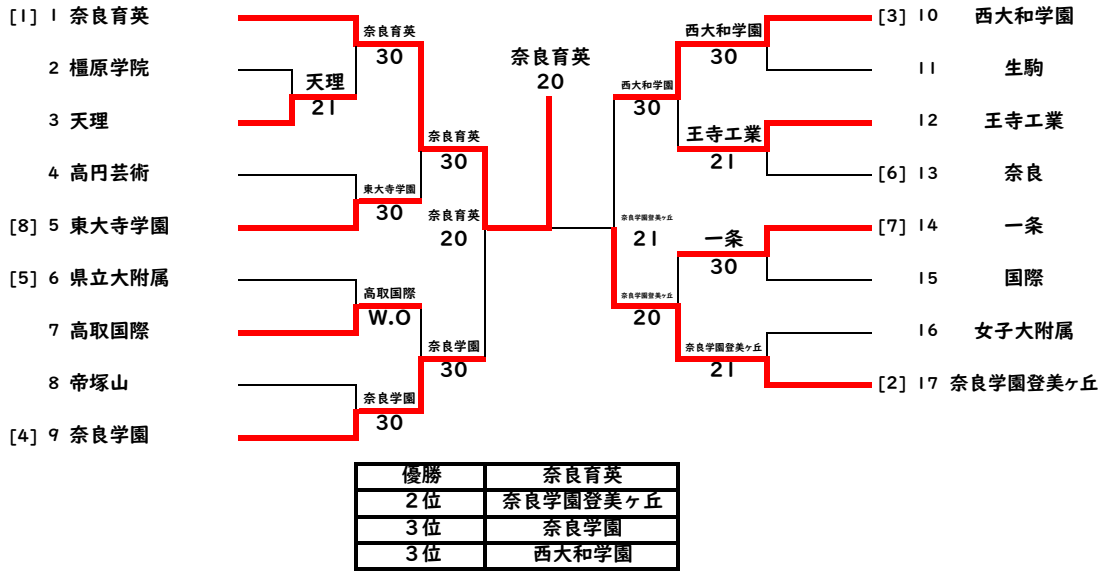 [1] 1 奈良育英
2 橿原学院
3 天理
4 高円芸術
[8] 5 東大寺学園
[5] 6 県立大附属
7 高取国際
8 帝塚山
[4] 9 奈良学園
天理
21
奈良育英
30
東大寺学園
30
高取国際
W.O
奈良学園
30
奈良育英
30
奈良学園
30
奈良育英
20
奈良育英
20
奈良学園登美ヶ丘
21
西大和学園
30
奈良学園登美ヶ丘
20
西大和学園
30
王寺工業
21
一条
30
奈良学園登美ヶ丘
21
[3] 10 西大和学園
11 生駒
12 王寺工業
[6] 13 奈良
[7] 14 一条
15 国際
16 女子大附属
[2] 17 奈良学園登美ヶ丘
優勝 奈良育英
2位 奈良学園登美ヶ丘
3位 奈良学園
3位 西大和学園